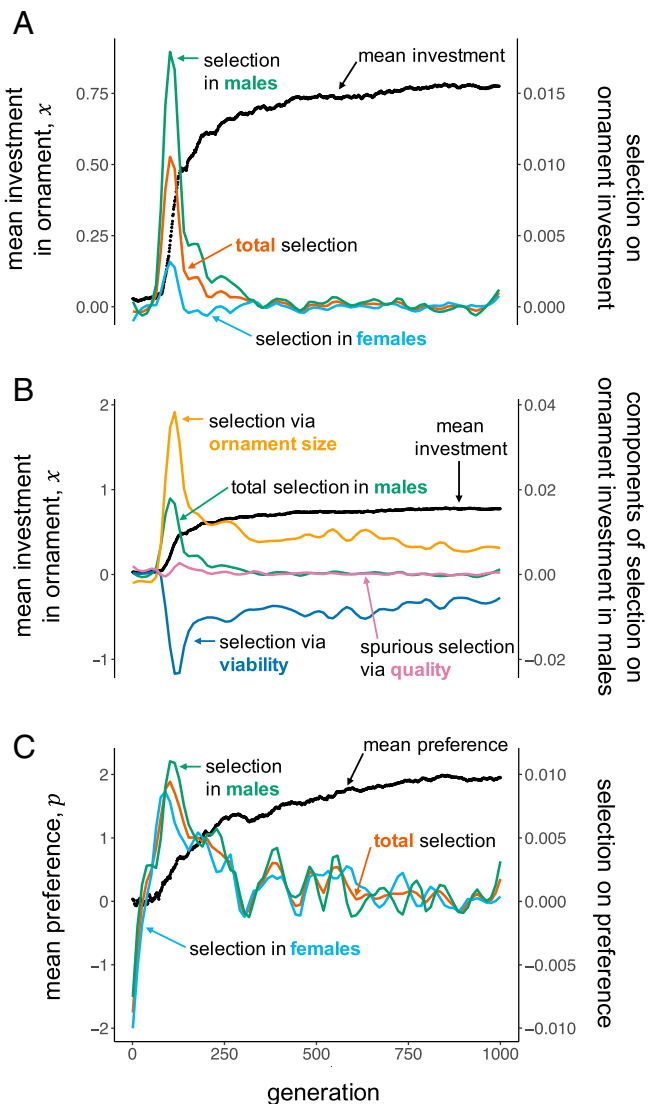 A
selection
in males
mean investment
mean investment
in ornament, x
0.75
0.50
0.25
0.00
0.015
0.010
0.005
0.000
selection on
ornament investment
total selection
selection in females
B
selection via
ornament size
mean
investment
total selection in males
mean investment
in ornament, x
2
1
0
−1
0.04
0.02
0.00
−0.02
components of selection on
ornament investment in males
selection via
viability
spurious selection
via quality
C
mean preference
selection
in males
mean preference, p
2
1
0
−1
−2
0.010
0.005
0.000
−0.005
−0.010
selection on preference
total selection
selection in females
0
250
500
750
1000
generation